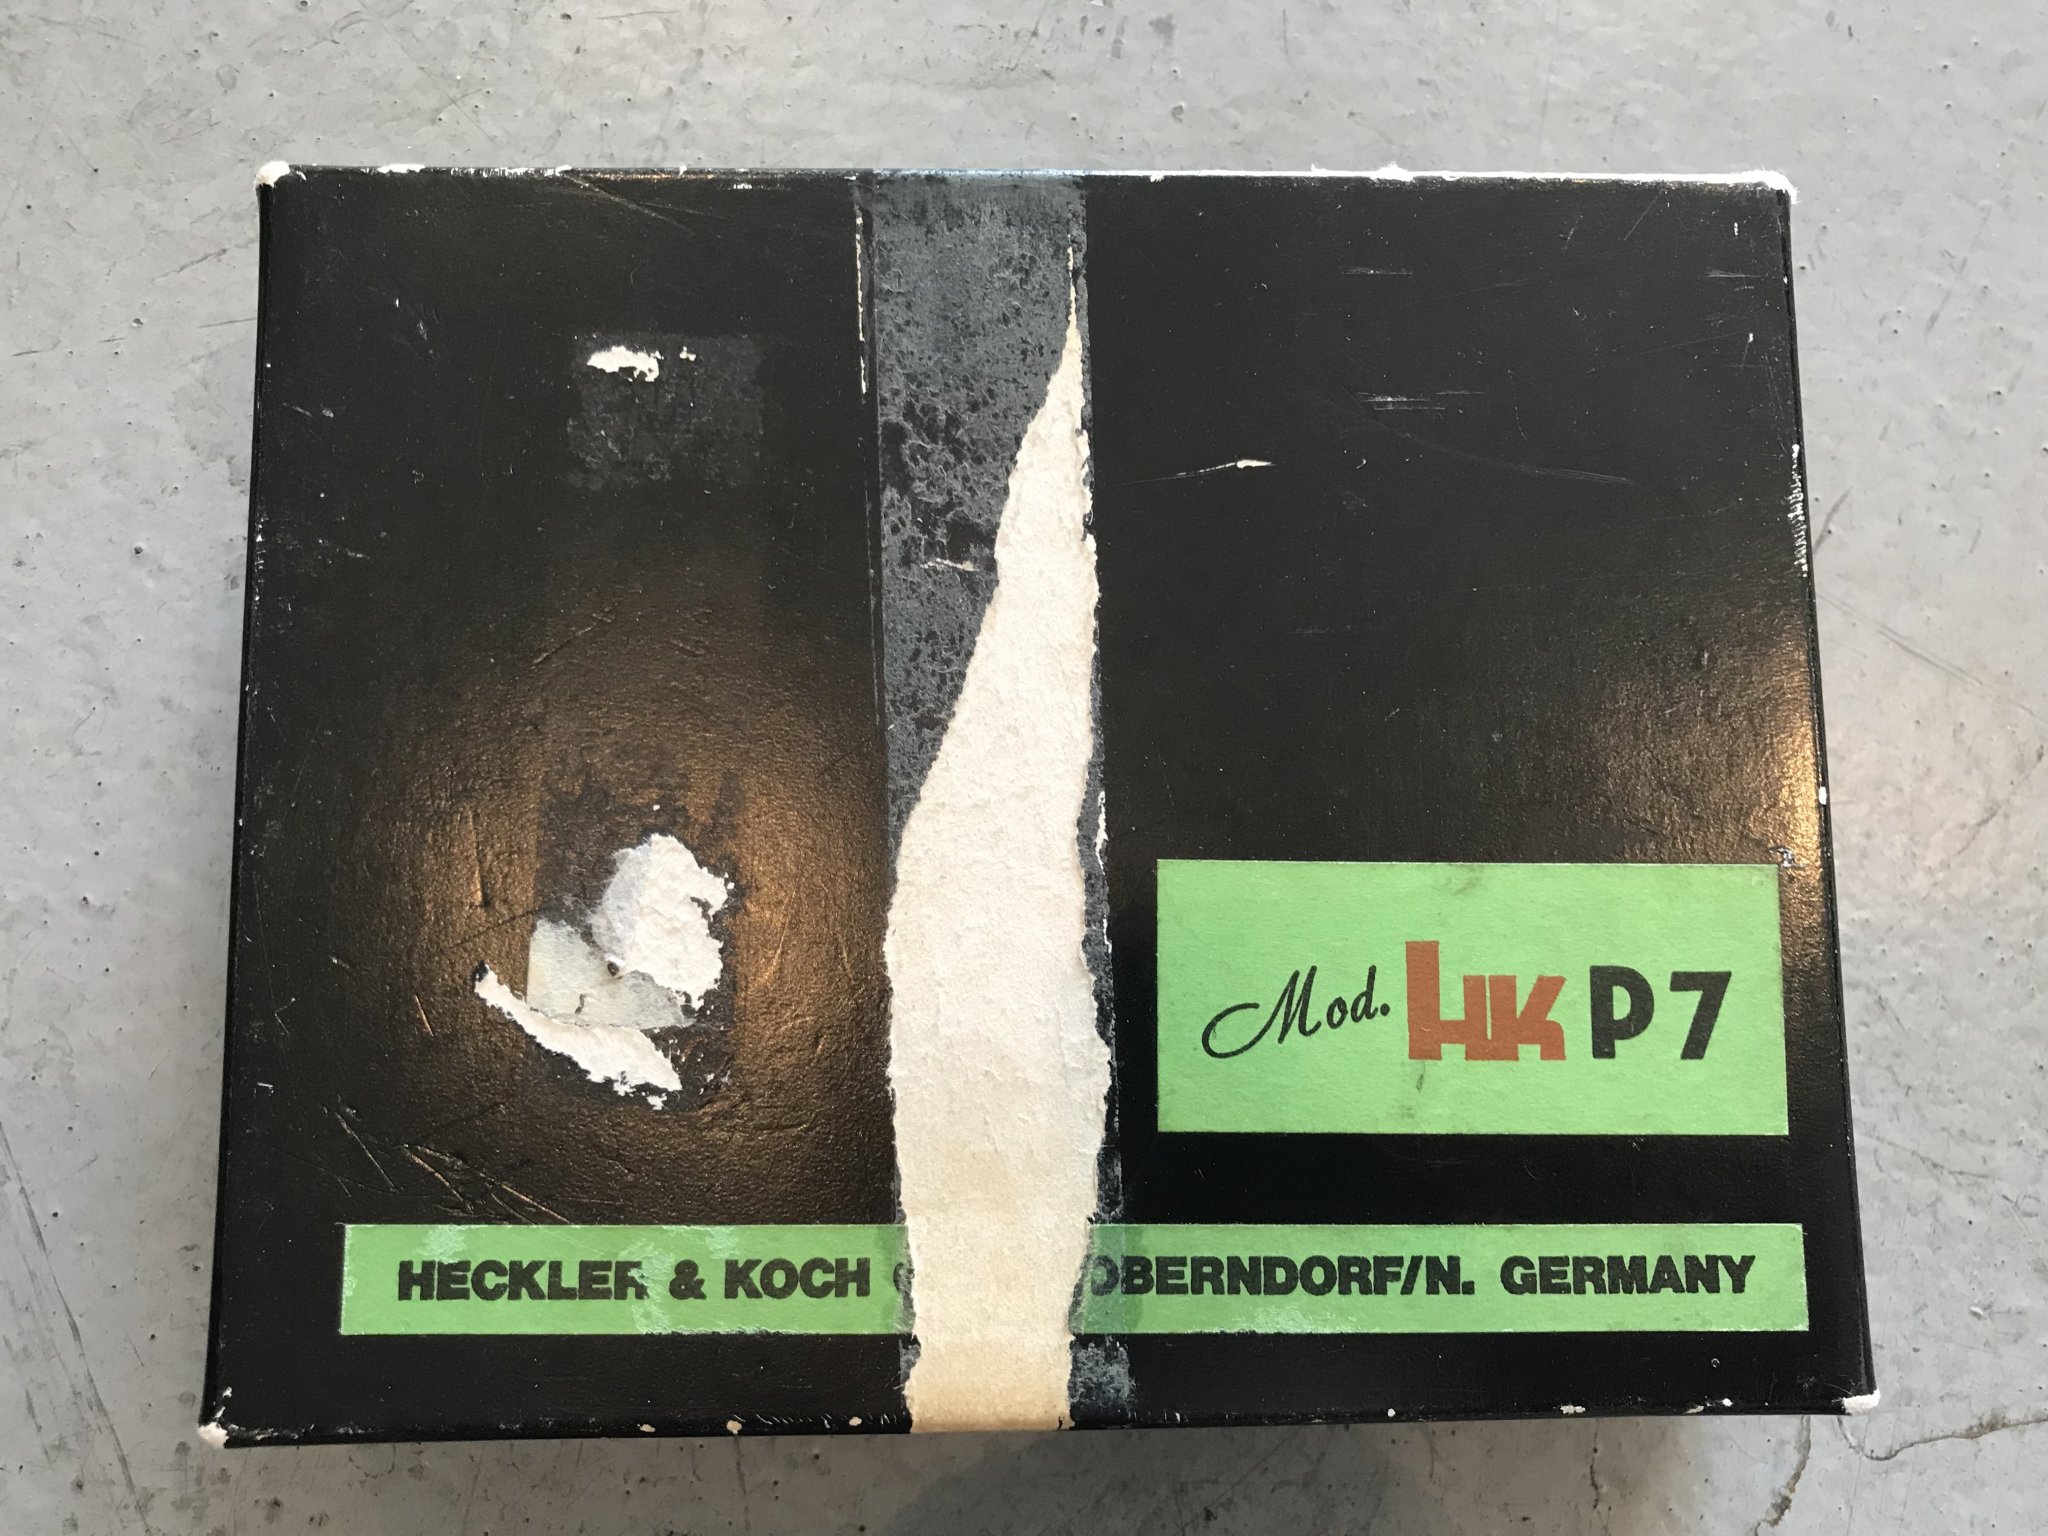 Mod. HK P7
HECKLER & KOCH OBERNDORF/N. GERMANY